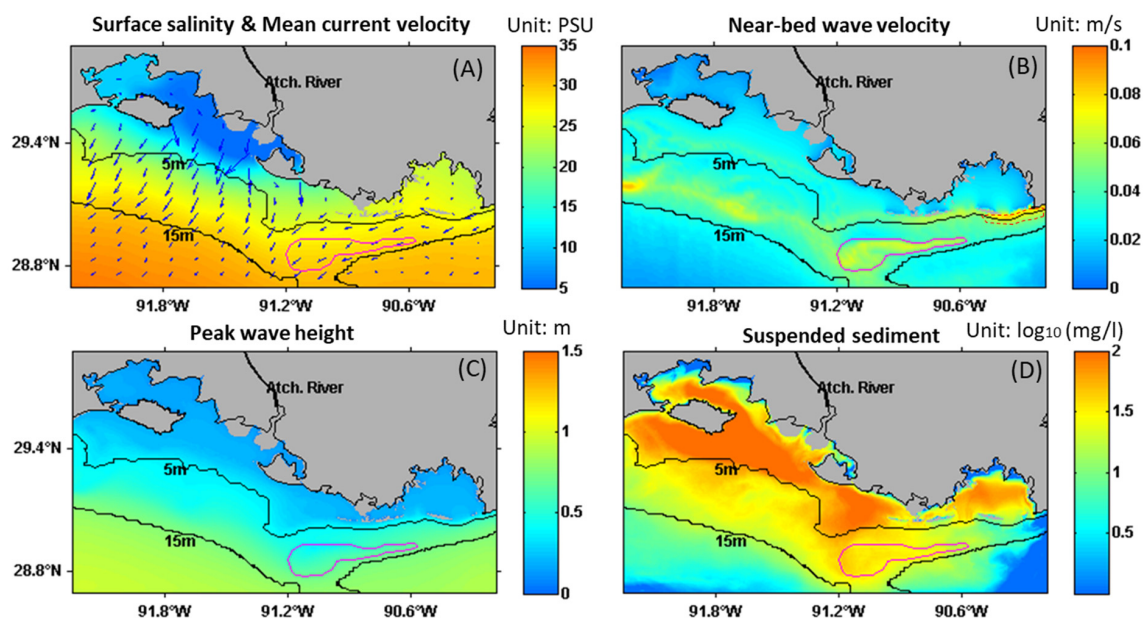 Surface salinity & Mean current velocity
Unit: PSU
Near-bed wave velocity
Unit: m/s
(A)
Atch. River
5m
15m
29.4°N
28.8°N
91.8°W
91.2°W
90.6°W
35
30
25
20
15
10
5
(B)
Atch. River
5m
15m
91.8°W
91.2°W
90.6°W
0.1
0.08
0.06
0.04
0.02
0
Peak wave height
Unit: m
Suspended sediment
Unit: log₁₀ (mg/l)
(C)
Atch. River
5m
15m
29.4°N
28.8°N
91.8°W
91.2°W
90.6°W
1.5
1
0.5
0
(D)
Atch. River
5m
15m
91.8°W
91.2°W
90.6°W
2
1.5
1
0.5